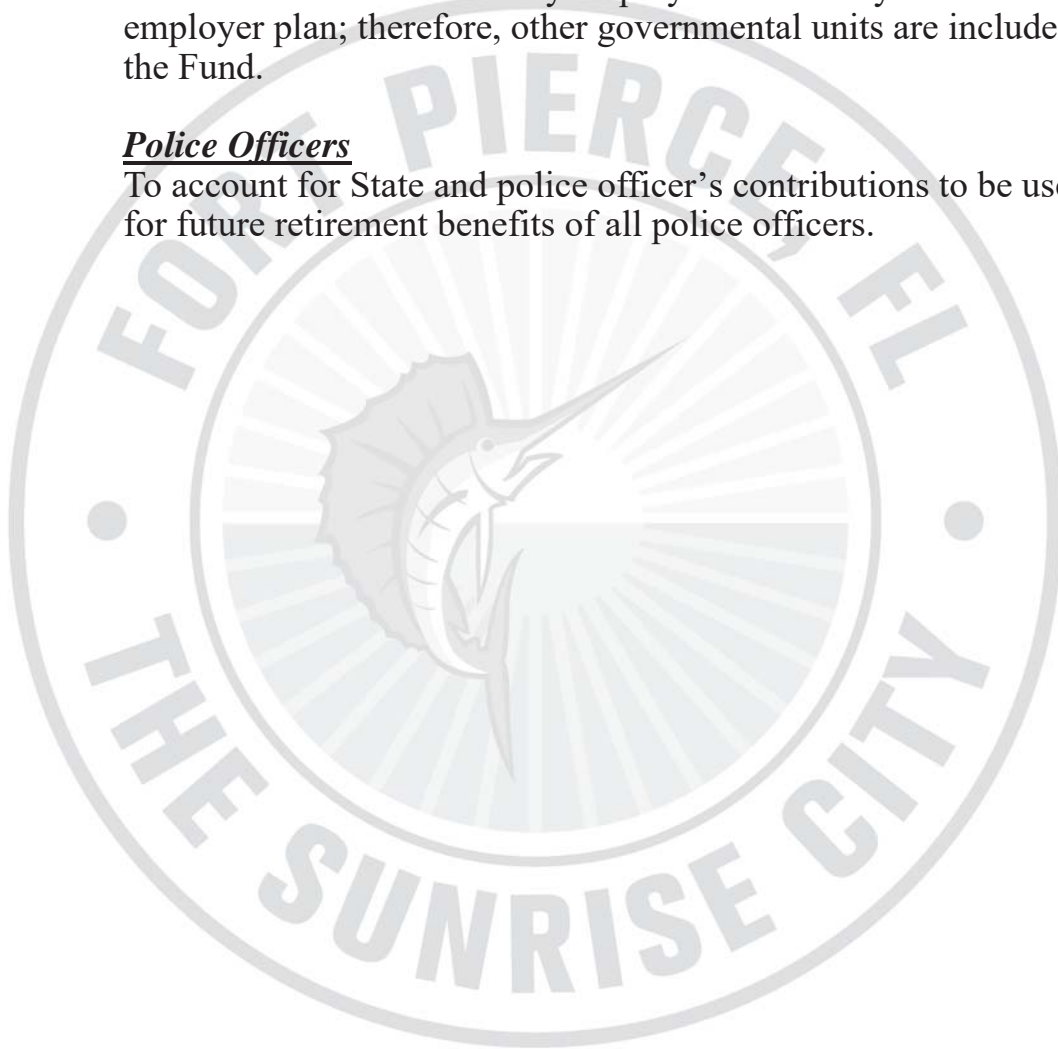 employer plan; therefore, other governmental units are include
the Fund.
Police Officers
To account for State and police officer’s contributions to be use
for future retirement benefits of all police officers.
FORT PIERCE, FL
THE SUNRISE CITY